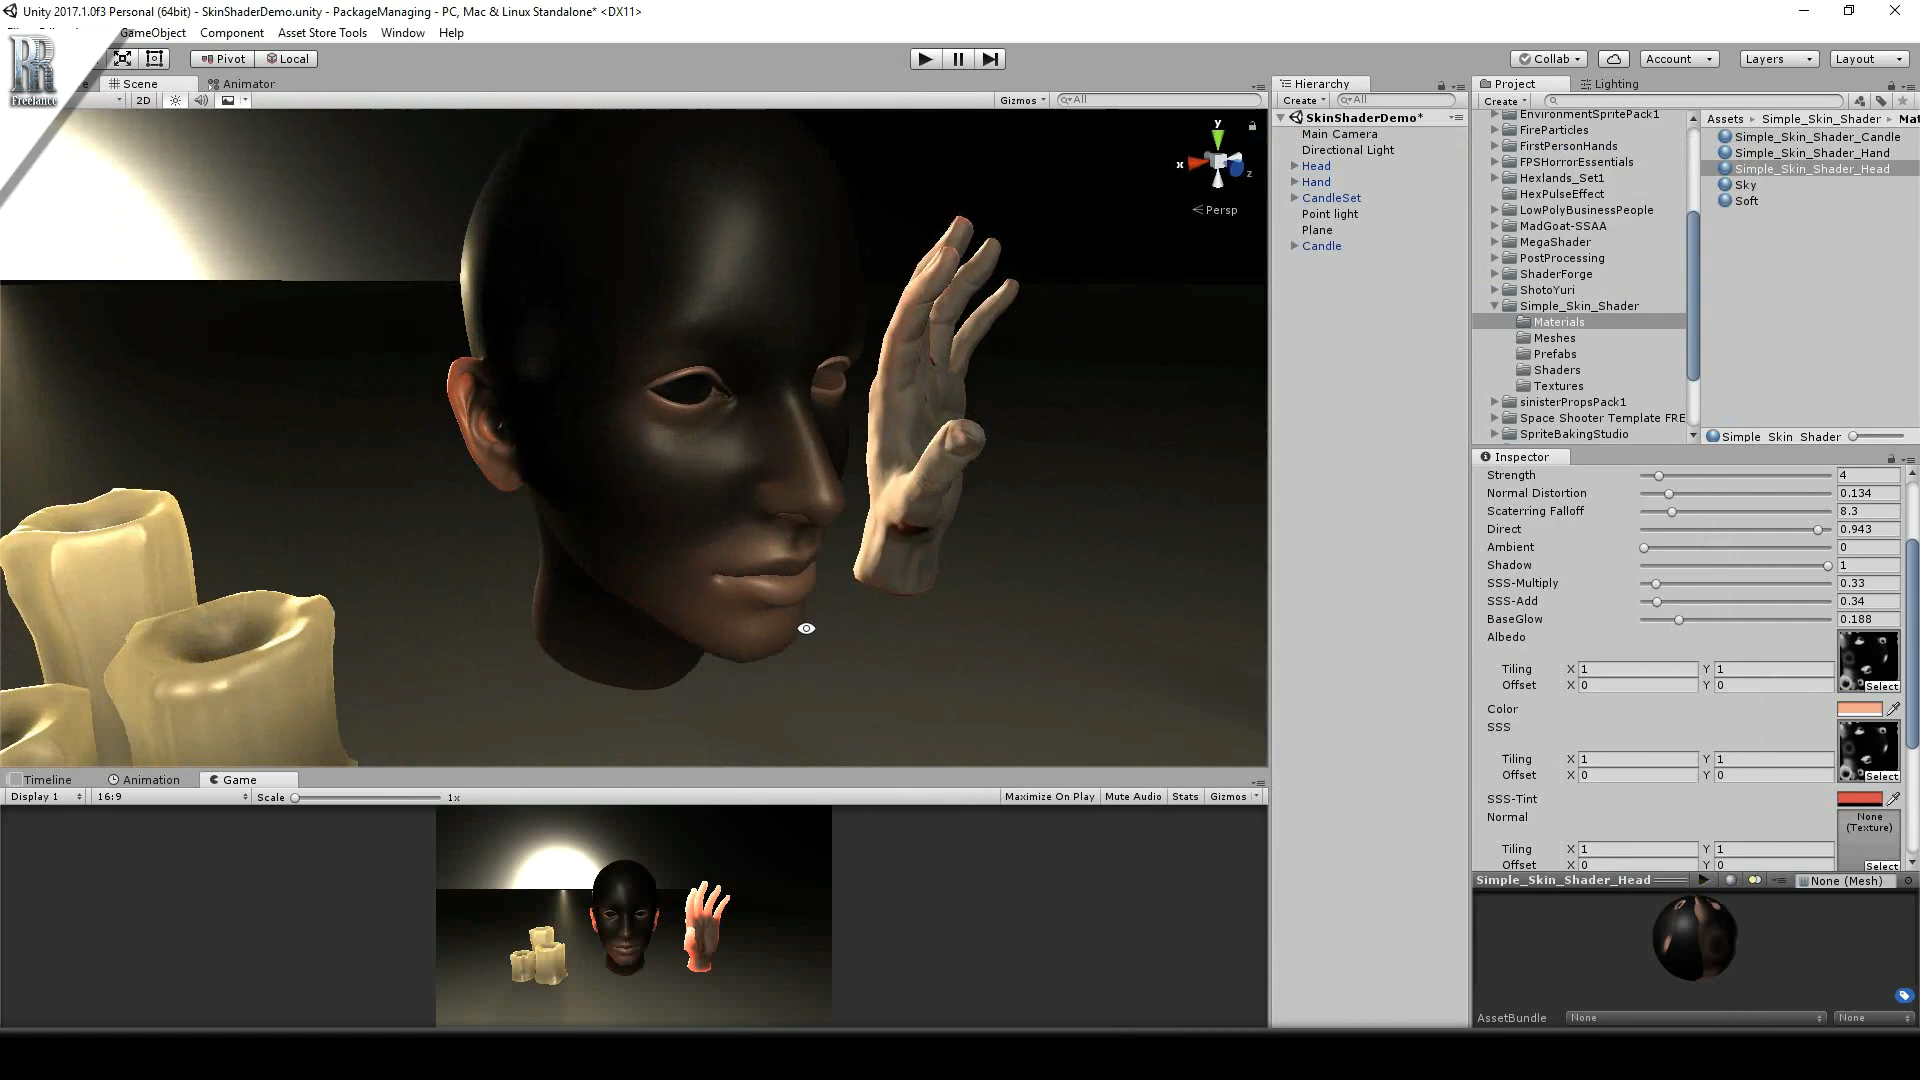 Unity 2017.1.0f3 Personal (64bit) - SkinShaderDemo.unity - PackageManaging - PC, Mac & Linux Standalone* <DX11>
GameObject Component Asset Store Tools Window Help
RR
Freelance
Pivot Local
Collab Account Layers Layout
Scene Animator
2D Gizmos All
Hierarchy
Create All
SkinShaderDemo*
Main Camera
Directional Light
Head
Hand
CandleSet
Point light
Plane
Candle
y
x
z
Persp
Project Lighting
Create
EnvironmentSpritePack1
FireParticles
FirstPersonHands
FPSHorrorEssentials
Hexlands_Set1
HexPulseEffect
LowPolyBusinessPeople
MadGoat-SSAA
MegaShader
PostProcessing
ShaderForge
ShotoYuri
Simple_Skin_Shader
Materials
Meshes
Prefabs
Shaders
Textures
sinisterPropsPack1
Space Shooter Template FRE
SpriteBakingStudio
Assets Simple_Skin_Shader Mat
Simple_Skin_Shader_Candle
Simple_Skin_Shader_Hand
Simple_Skin_Shader_Head
Sky
Soft
Simple_Skin_Shader
Inspector
Strength 4
Normal Distortion 0.134
Scaterring Falloff 8.3
Direct 0.943
Ambient 0
Shadow 1
SSS-Multiply 0.33
SSS-Add 0.34
BaseGlow 0.188
Albedo
Tiling X 1 Y 1
Offset X 0 Y 0
Select
Color
SSS
Tiling X 1 Y 1
Offset X 0 Y 0
Select
SSS-Tint
Normal
None
(Texture)
Tiling X 1 Y 1
Offset X 0 Y 0
Select
Simple_Skin_Shader_Head None (Mesh)
AssetBundle None None
Timeline Animation Game
Display 1 16:9 Scale 1x Maximize On Play Mute Audio Stats Gizmos